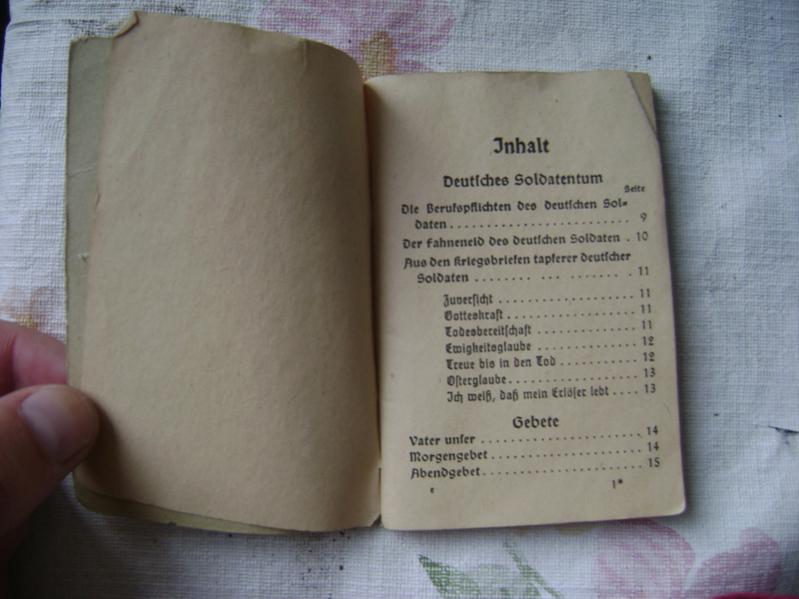 Inhalt
Deutsches Soldatentum
Seite
Die Berufspflichten des deutschen Sol-
daten . . . . . . . . . . . . . . . . . . . . . . 9
Der Fahneneid des deutschen Soldaten . 10
Aus den Kriegsbriefen tapferer deutscher
Soldaten . . . . . . . . . . . . . . . . . . 11
Zuversicht . . . . . . . . . . . . . . . . . 11
Gotteskraft . . . . . . . . . . . . . . . . 11
Todesbereitschaft . . . . . . . . . . . . 11
Ewigkeitsglaube . . . . . . . . . . . . . 12
Treue bis in den Tod . . . . . . . . . . 12
Osterglaube . . . . . . . . . . . . . . . . 13
Ich weiß, daß mein Erlöser lebt . . . . 13
Gebete
Vater unser . . . . . . . . . . . . . . . . . . . . 14
Morgengebet . . . . . . . . . . . . . . . . . . . 14
Abendgebet . . . . . . . . . . . . . . . . . . . . 15
1*